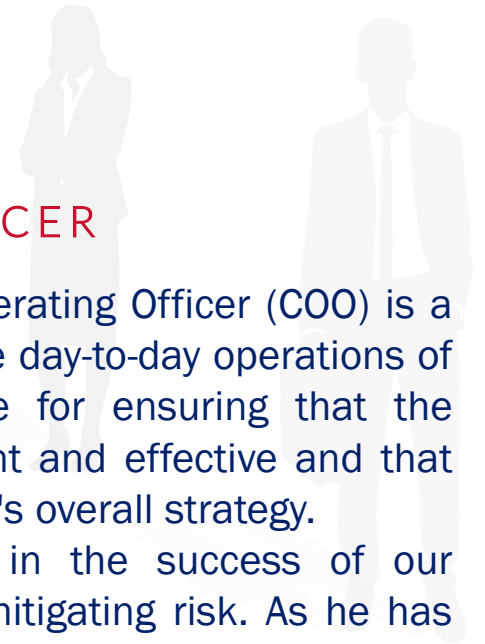 CER
erating Officer (COO) is a
e day-to-day operations of
e for ensuring that the
nt and effective and that
's overall strategy.
in the success of our
nitigating risk. As he has